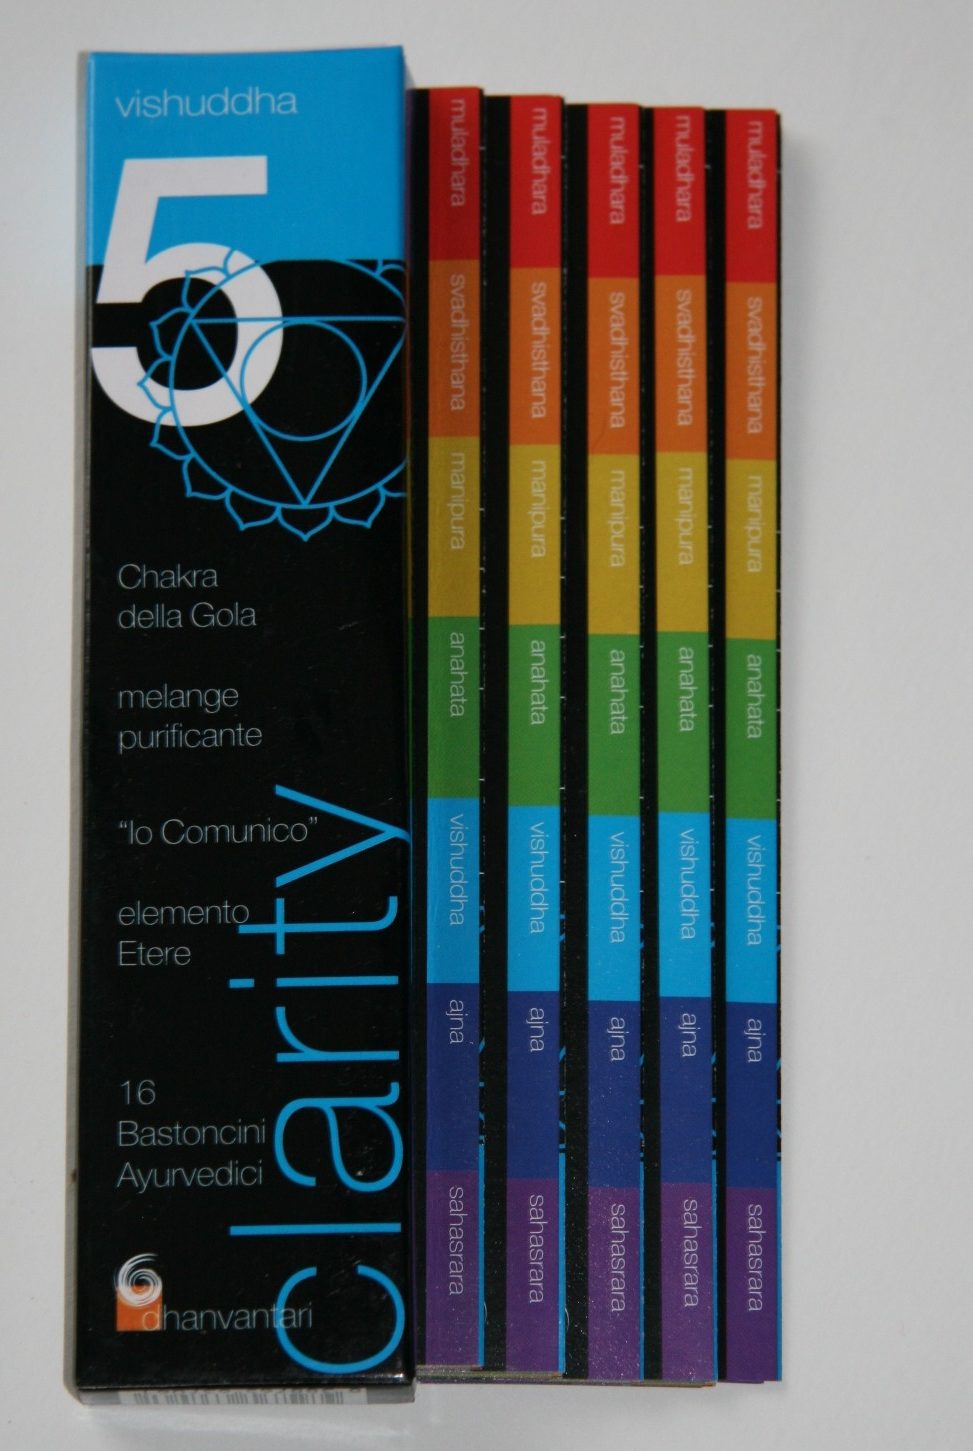 vishuddha
5
Chakra
della Gola
melange
purificante
“Io Comunico”
elemento
Etere
16
Bastoncini
Ayurvedici
dhanvantari
clarity
muladhara
svadhisthana
manipura
anahata
vishuddha
ajna
sahasrara
muladhara
svadhisthana
manipura
anahata
vishuddha
ajna
sahasrara
muladhara
svadhisthana
manipura
anahata
vishuddha
ajna
sahasrara
muladhara
svadhisthana
manipura
anahata
vishuddha
ajna
sahasrara
muladhara
svadhisthana
manipura
anahata
vishuddha
ajna
sahasrara